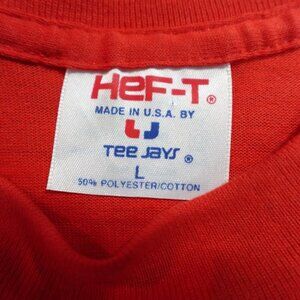 HEF-T®
MADE IN U.S.A. BY
TEE JAYS ®
L
50% POLYESTER/COTTON